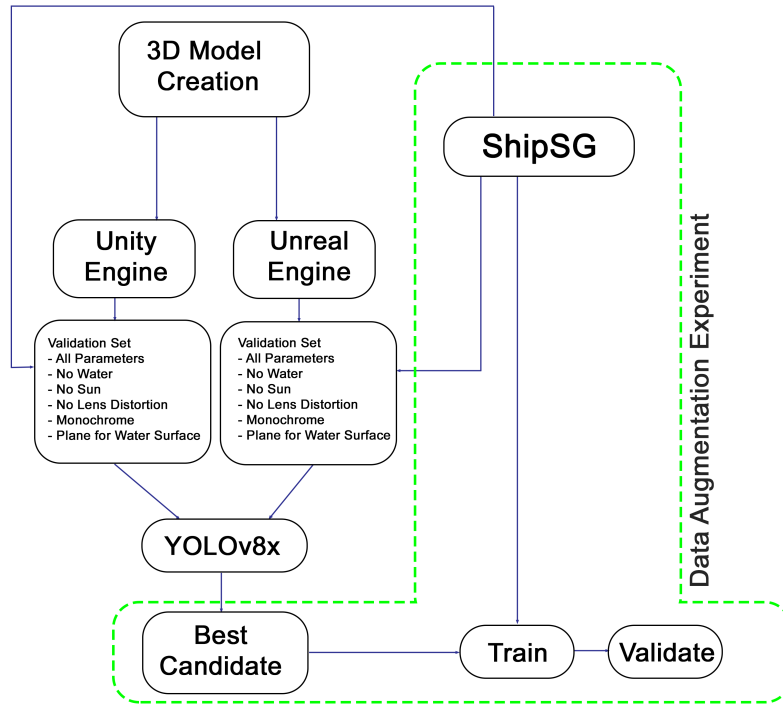 3D Model
Creation
ShipSG
Unity
Engine
Unreal
Engine
Validation Set
- All Parameters
- No Water
- No Sun
- No Lens Distortion
- Monochrome
- Plane for Water Surface
Validation Set
- All Parameters
- No Water
- No Sun
- No Lens Distortion
- Monochrome
- Plane for Water Surface
Data Augmentation Experiment
YOLOv8x
Best
Candidate
Train
Validate